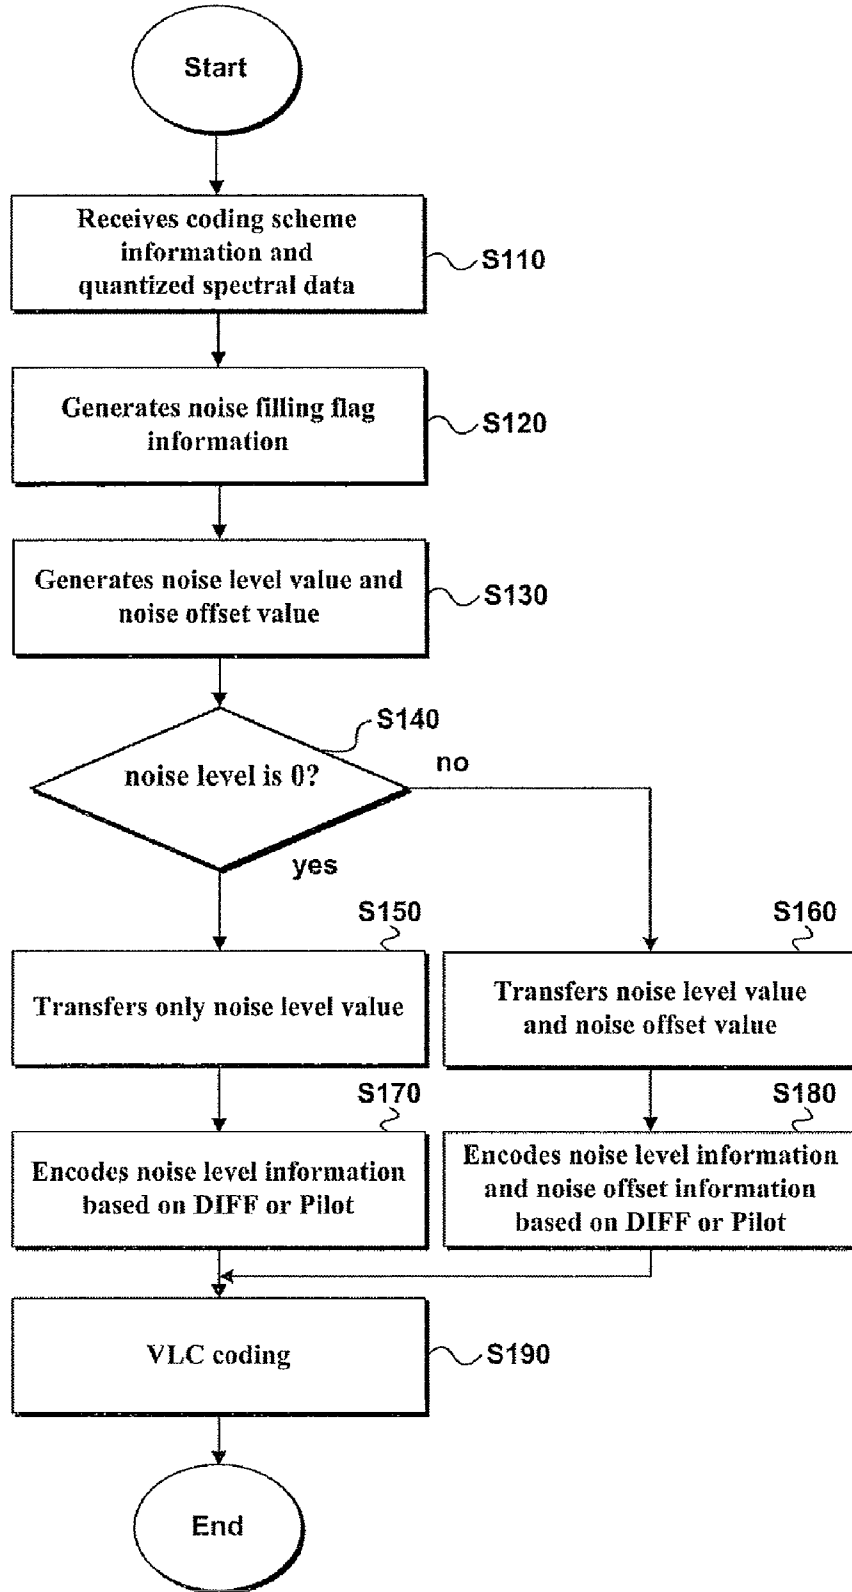 Start
Receives coding scheme
information and
quantized spectral data
S110
Generates noise filling flag
information
S120
Generates noise level value and
noise offset value
S130
S140
noise level is 0?
no
yes
S150
Transfers only noise level value
S160
Transfers noise level value
and noise offset value
S170
Encodes noise level information
based on DIFF or Pilot
S180
Encodes noise level information
and noise offset information
based on DIFF or Pilot
VLC coding
S190
End